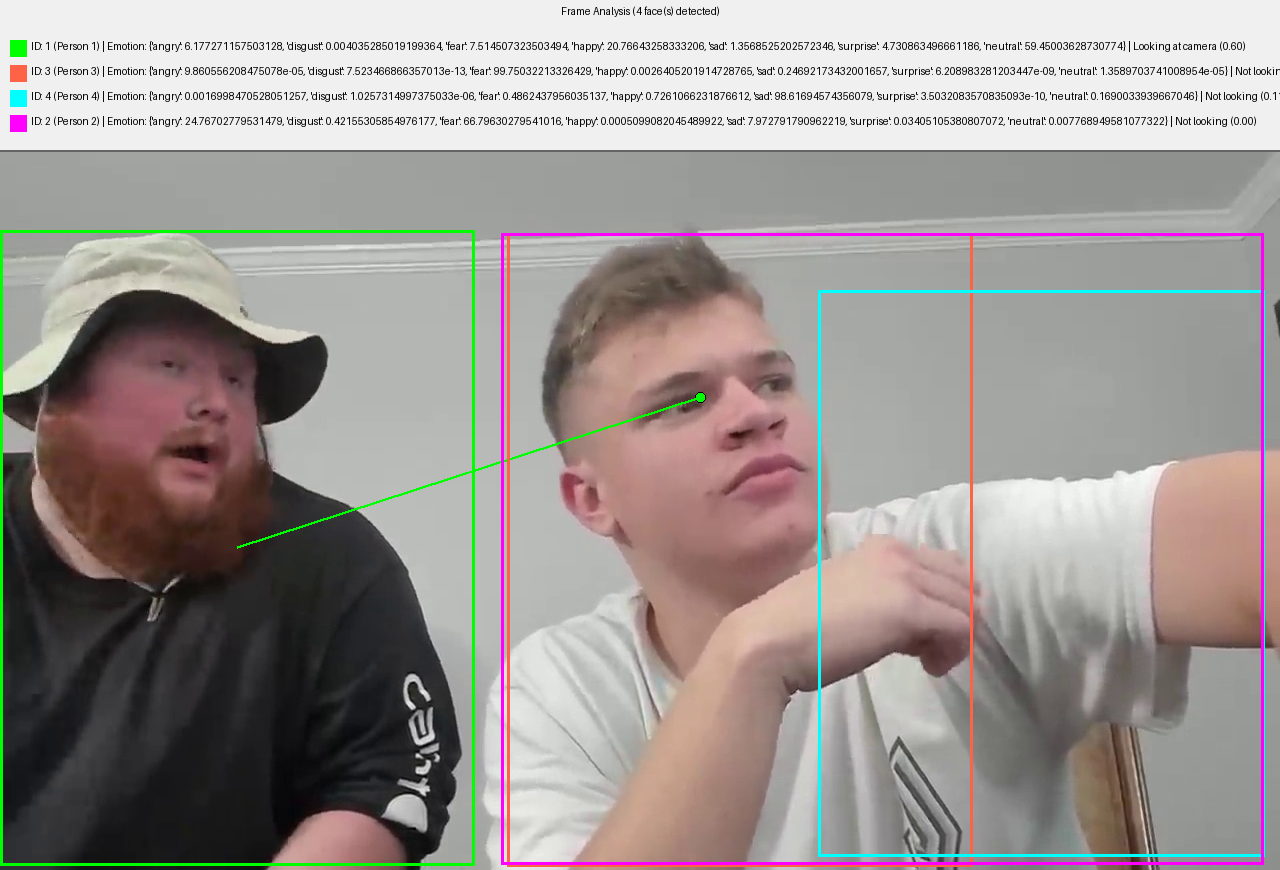 Frame Analysis (4 face(s) detected)
ID: 1 (Person 1) | Emotion: {'angry': 6.177271157503128, 'disgust': 0.004035285019199364, 'fear': 7.514507323503494, 'happy': 20.76643258333206, 'sad': 1.3568525202572346, 'surprise': 4.730863496661186, 'neutral': 59.45003628730774} | Looking at camera (0.60)
ID: 3 (Person 3) | Emotion: {'angry': 9.860556208475078e-05, 'disgust': 7.523466866357013e-13, 'fear': 99.75032213326429, 'happy': 0.0026405201914728765, 'sad': 0.24692173432001657, 'surprise': 6.208983281203447e-09, 'neutral': 1.3589703741008954e-05} | Not lookin
ID: 4 (Person 4) | Emotion: {'angry': 0.0016998470528051257, 'disgust': 1.0257314997375033e-06, 'fear': 0.4862437956035137, 'happy': 0.7261066231876612, 'sad': 98.61694574356079, 'surprise': 3.5032083570835093e-10, 'neutral': 0.1690033939667046} | Not looking (0.1
ID: 2 (Person 2) | Emotion: {'angry': 24.76702779531479, 'disgust': 0.42155305854976177, 'fear': 66.79630279541016, 'happy': 0.0005099082045489922, 'sad': 7.972791790962219, 'surprise': 0.03405105380807072, 'neutral': 0.007768949581077322} | Not looking (0.00)